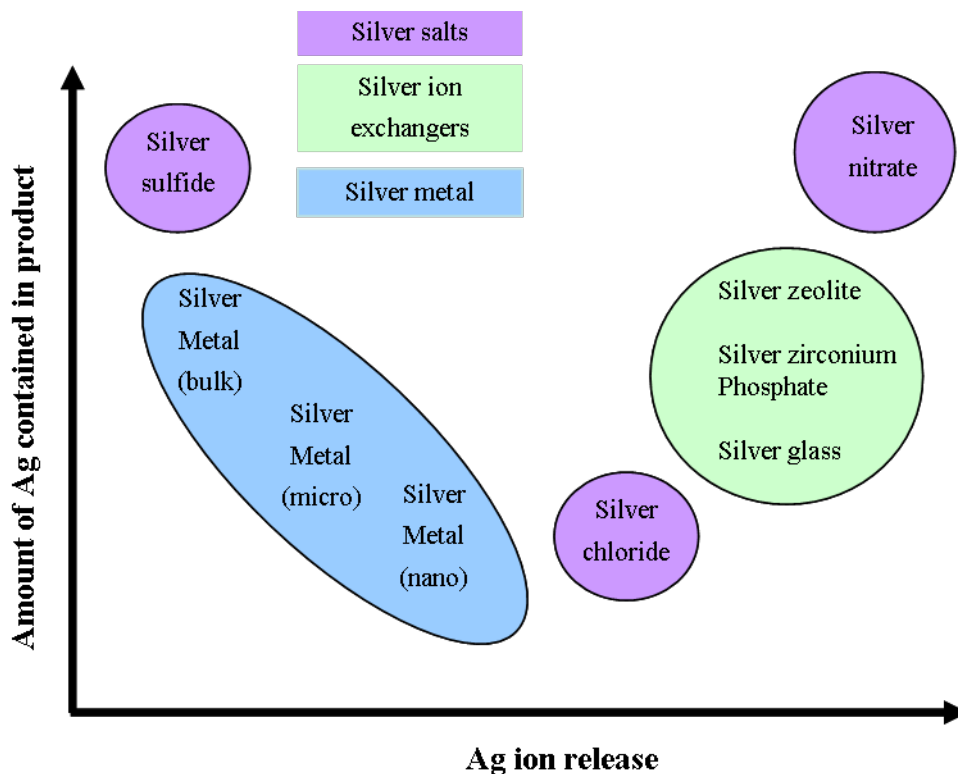 Silver salts
Silver ion
exchangers
Silver metal
Silver
sulfide
Silver
nitrate
Silver
Metal
(bulk)
Silver
Metal
(micro)
Silver
Metal
(nano)
Silver zeolite
Silver zirconium
Phosphate
Silver glass
Silver
chloride
Amount of Ag contained in product
Ag ion release